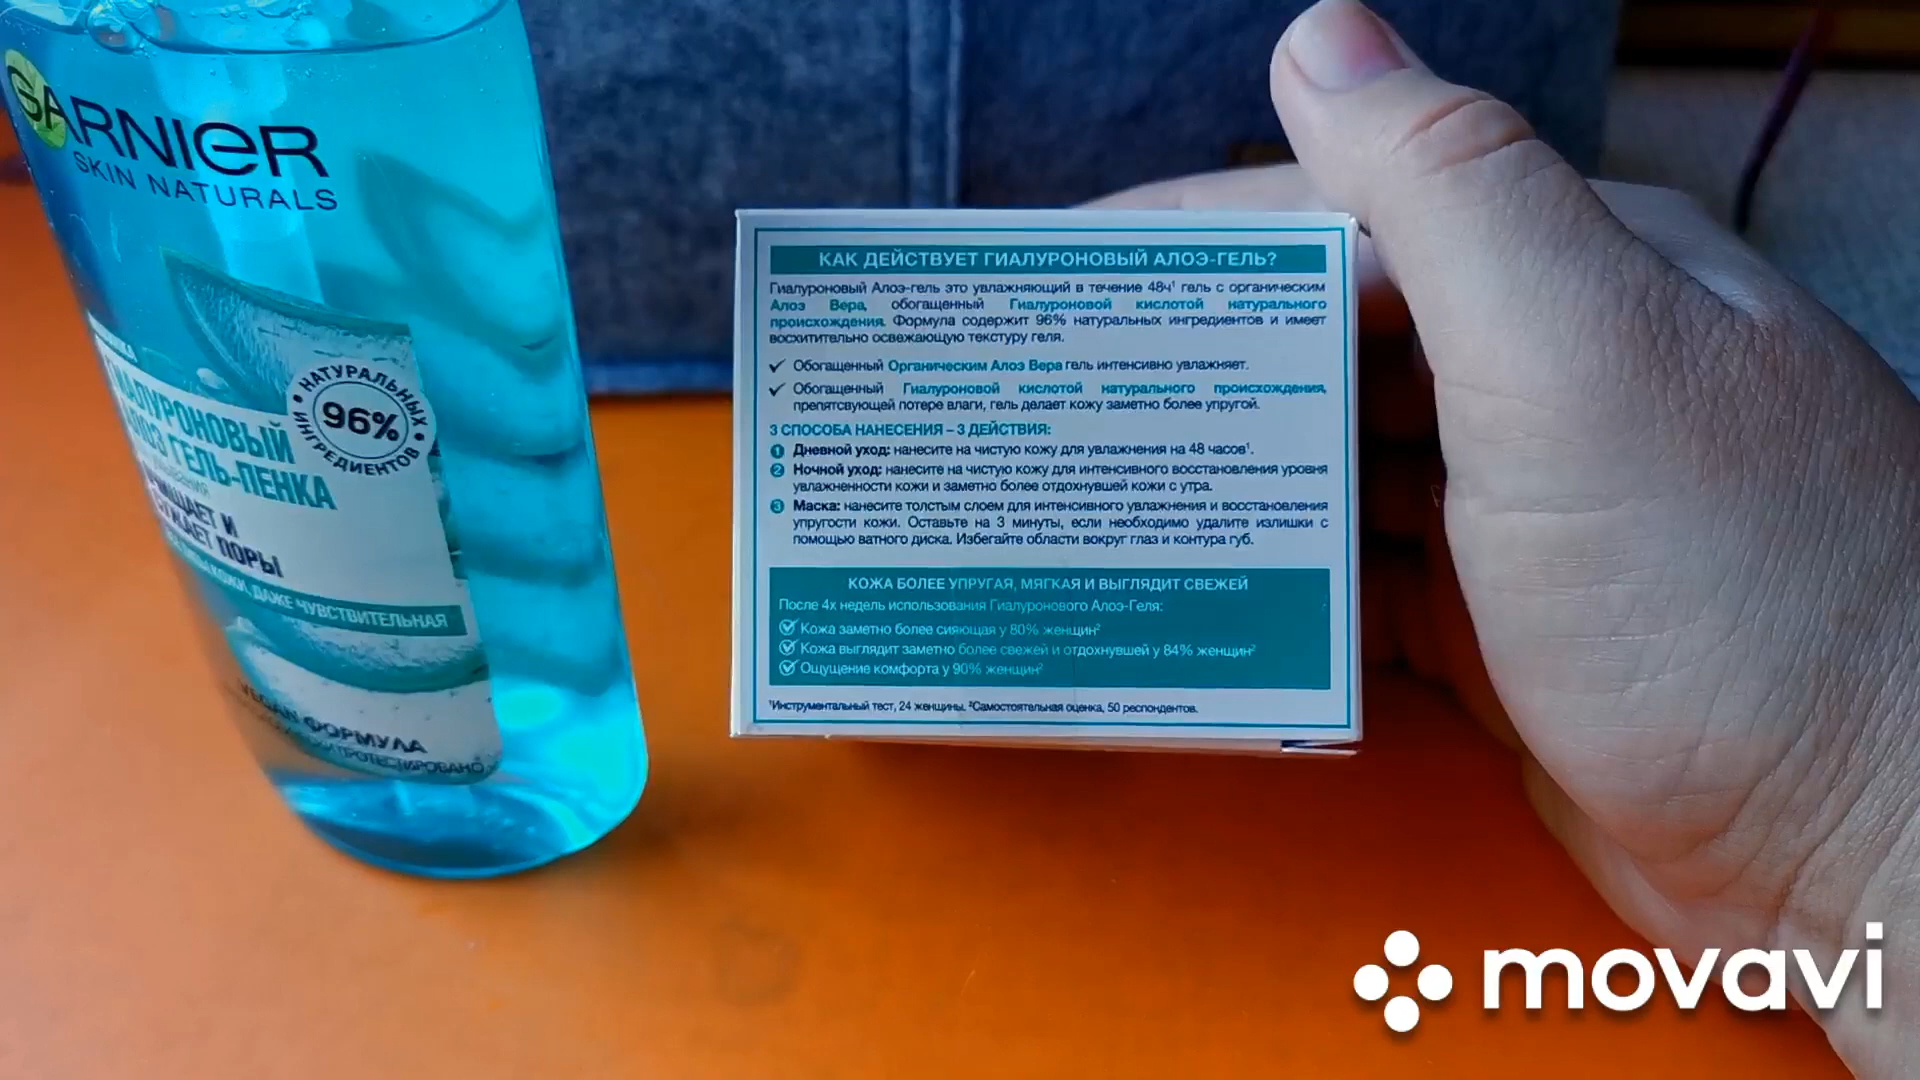 GARNIER
SKIN NATURALS
НАТУРАЛЬНЫХ
96%
ИНГРЕДИЕНТОВ
ГЕЛЬ-ПЕНКА
И
ПОРЫ
КОЖИ, ДАЖЕ ЧУВСТВИТЕЛЬНАЯ
VEGAN ФОРМУЛА
КАК ДЕЙСТВУЕТ ГИАЛУРОНОВЫЙ АЛОЭ-ГЕЛЬ?
Гиалуроновый Алоэ-гель это увлажняющий в течение 48ч¹ гель с органическим
Алоэ Вера, обогащенный Гиалуроновой кислотой натурального
происхождения. Формула содержит 96% натуральных ингредиентов и имеет
восхитительно освежающую текстуру геля.
✓ Обогащенный Органическим Алоэ Вера гель интенсивно увлажняет.
✓ Обогащенный Гиалуроновой кислотой натурального происхождения,
препятсвующей потере влаги, гель делает кожу заметно более упругой.
3 СПОСОБА НАНЕСЕНИЯ – 3 ДЕЙСТВИЯ:
1 Дневной уход: нанесите на чистую кожу для увлажнения на 48 часов¹.
2 Ночной уход: нанесите на чистую кожу для интенсивного восстановления уровня
увлажненности кожи и заметно более отдохнувшей кожи с утра.
3 Маска: нанесите толстым слоем для интенсивного увлажнения и восстановления
упругости кожи. Оставьте на 3 минуты, если необходимо удалите излишки с
помощью ватного диска. Избегайте области вокруг глаз и контура губ.
КОЖА БОЛЕЕ УПРУГАЯ, МЯГКАЯ И ВЫГЛЯДИТ СВЕЖЕЙ
После 4х недель использования Гиалуронового Алоэ-Геля:
Кожа заметно более сияющая у 80% женщин²
Кожа выглядит заметно более свежей и отдохнувшей у 84% женщин²
Ощущение комфорта у 90% женщин²
¹Инструментальный тест, 24 женщины. ²Самостоятельная оценка, 50 респондентов.
movavi